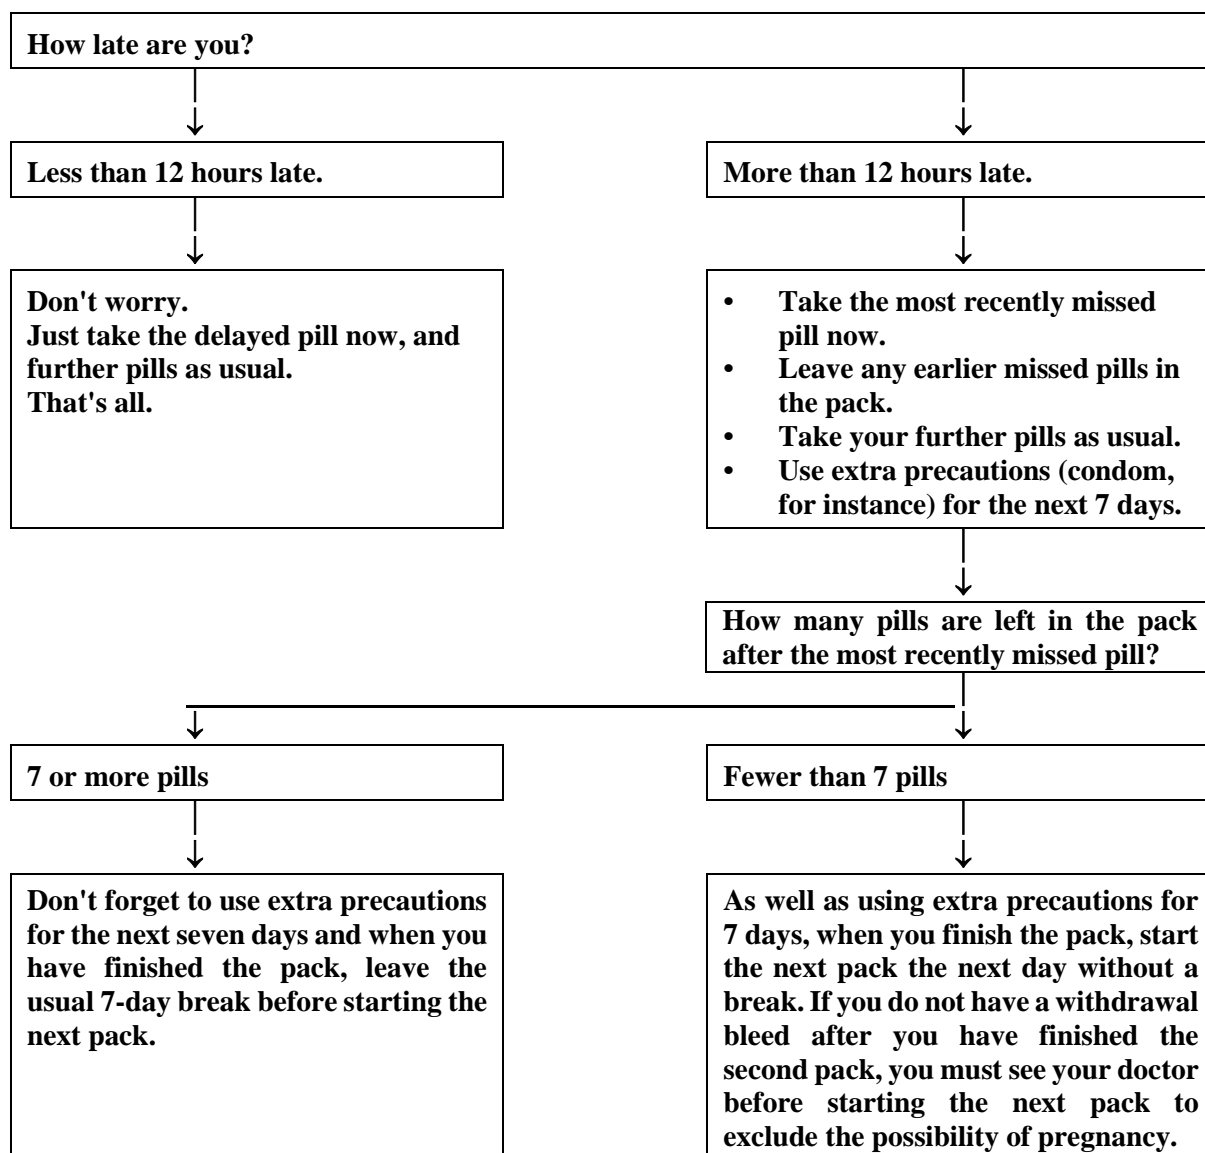 How late are you?
Less than 12 hours late.
More than 12 hours late.
Don't worry.
Just take the delayed pill now, and
further pills as usual.
That's all.
• Take the most recently missed
pill now.
• Leave any earlier missed pills in
the pack.
• Take your further pills as usual.
• Use extra precautions (condom,
for instance) for the next 7 days.
How many pills are left in the pack
after the most recently missed pill?
7 or more pills
Fewer than 7 pills
Don't forget to use extra precautions
for the next seven days and when you
have finished the pack, leave the
usual 7-day break before starting the
next pack.
As well as using extra precautions for
7 days, when you finish the pack, start
the next pack the next day without a
break. If you do not have a withdrawal
bleed after you have finished the
second pack, you must see your doctor
before starting the next pack to
exclude the possibility of pregnancy.